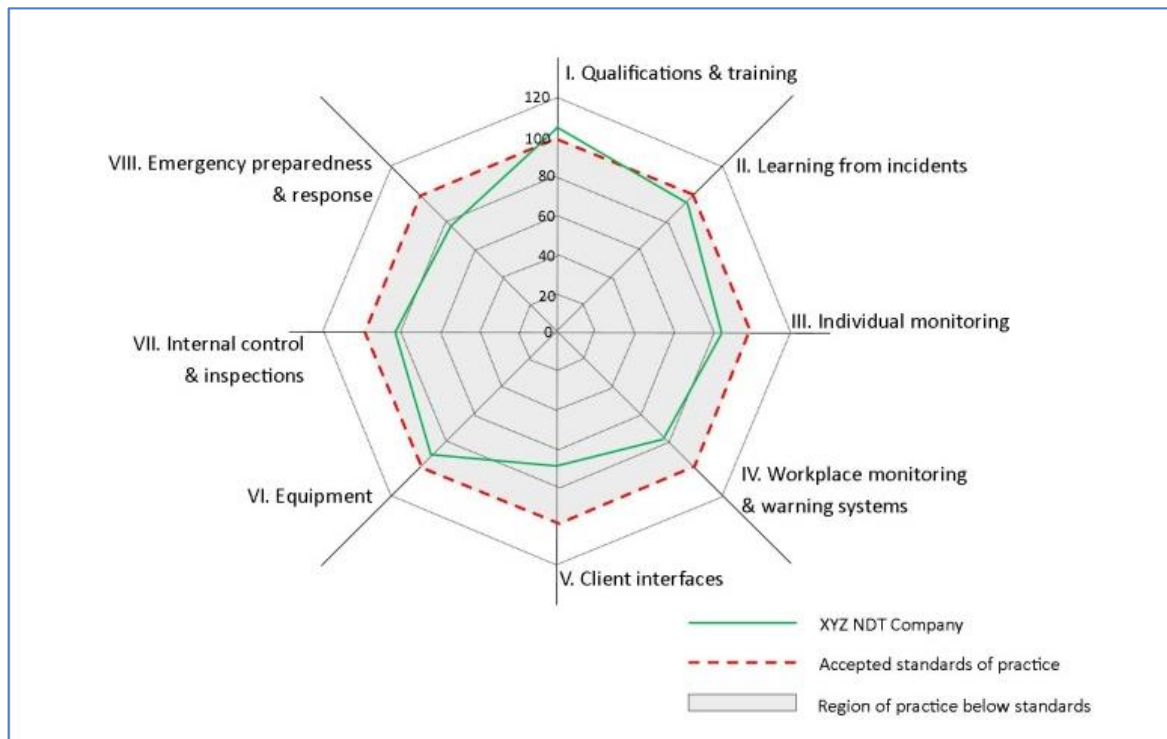 I. Qualifications & training
120
100
80
60
40
20
0
II. Learning from incidents
III. Individual monitoring
IV. Workplace monitoring
& warning systems
V. Client interfaces
VI. Equipment
VII. Internal control
& inspections
VIII. Emergency preparedness
& response
XYZ NDT Company
Accepted standards of practice
Region of practice below standards